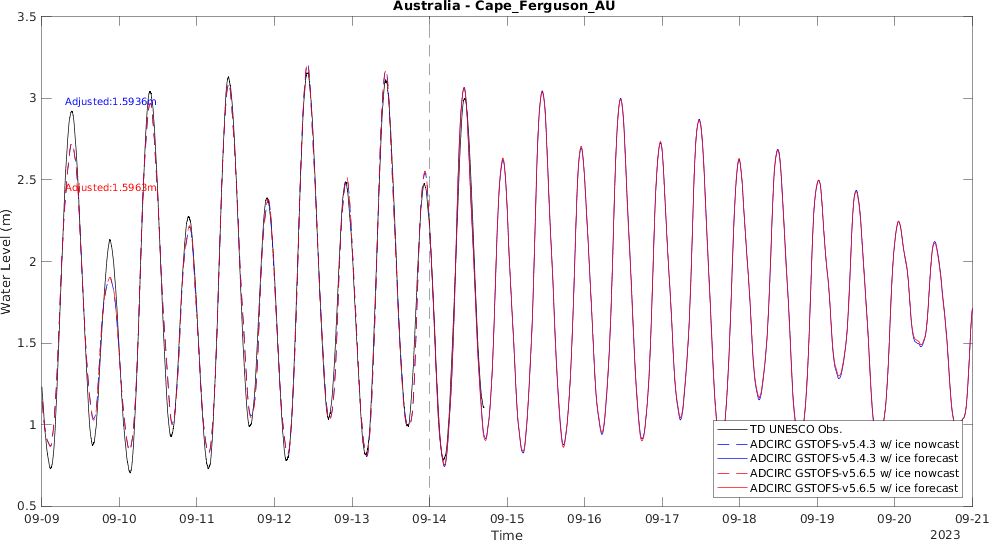 Australia - Cape_Ferguson_AU
3.5
3
2.5
2
1.5
1
0.5
Water Level (m)
Adjusted:1.5936m
Adjusted:1.5963m
TD UNESCO Obs.
ADCIRC GSTOFS-v5.4.3 w/ ice nowcast
ADCIRC GSTOFS-v5.4.3 w/ ice forecast
ADCIRC GSTOFS-v5.6.5 w/ ice nowcast
ADCIRC GSTOFS-v5.6.5 w/ ice forecast
09-09 09-10 09-11 09-12 09-13 09-14 09-15 09-16 09-17 09-18 09-19 09-20 09-21
Time
2023